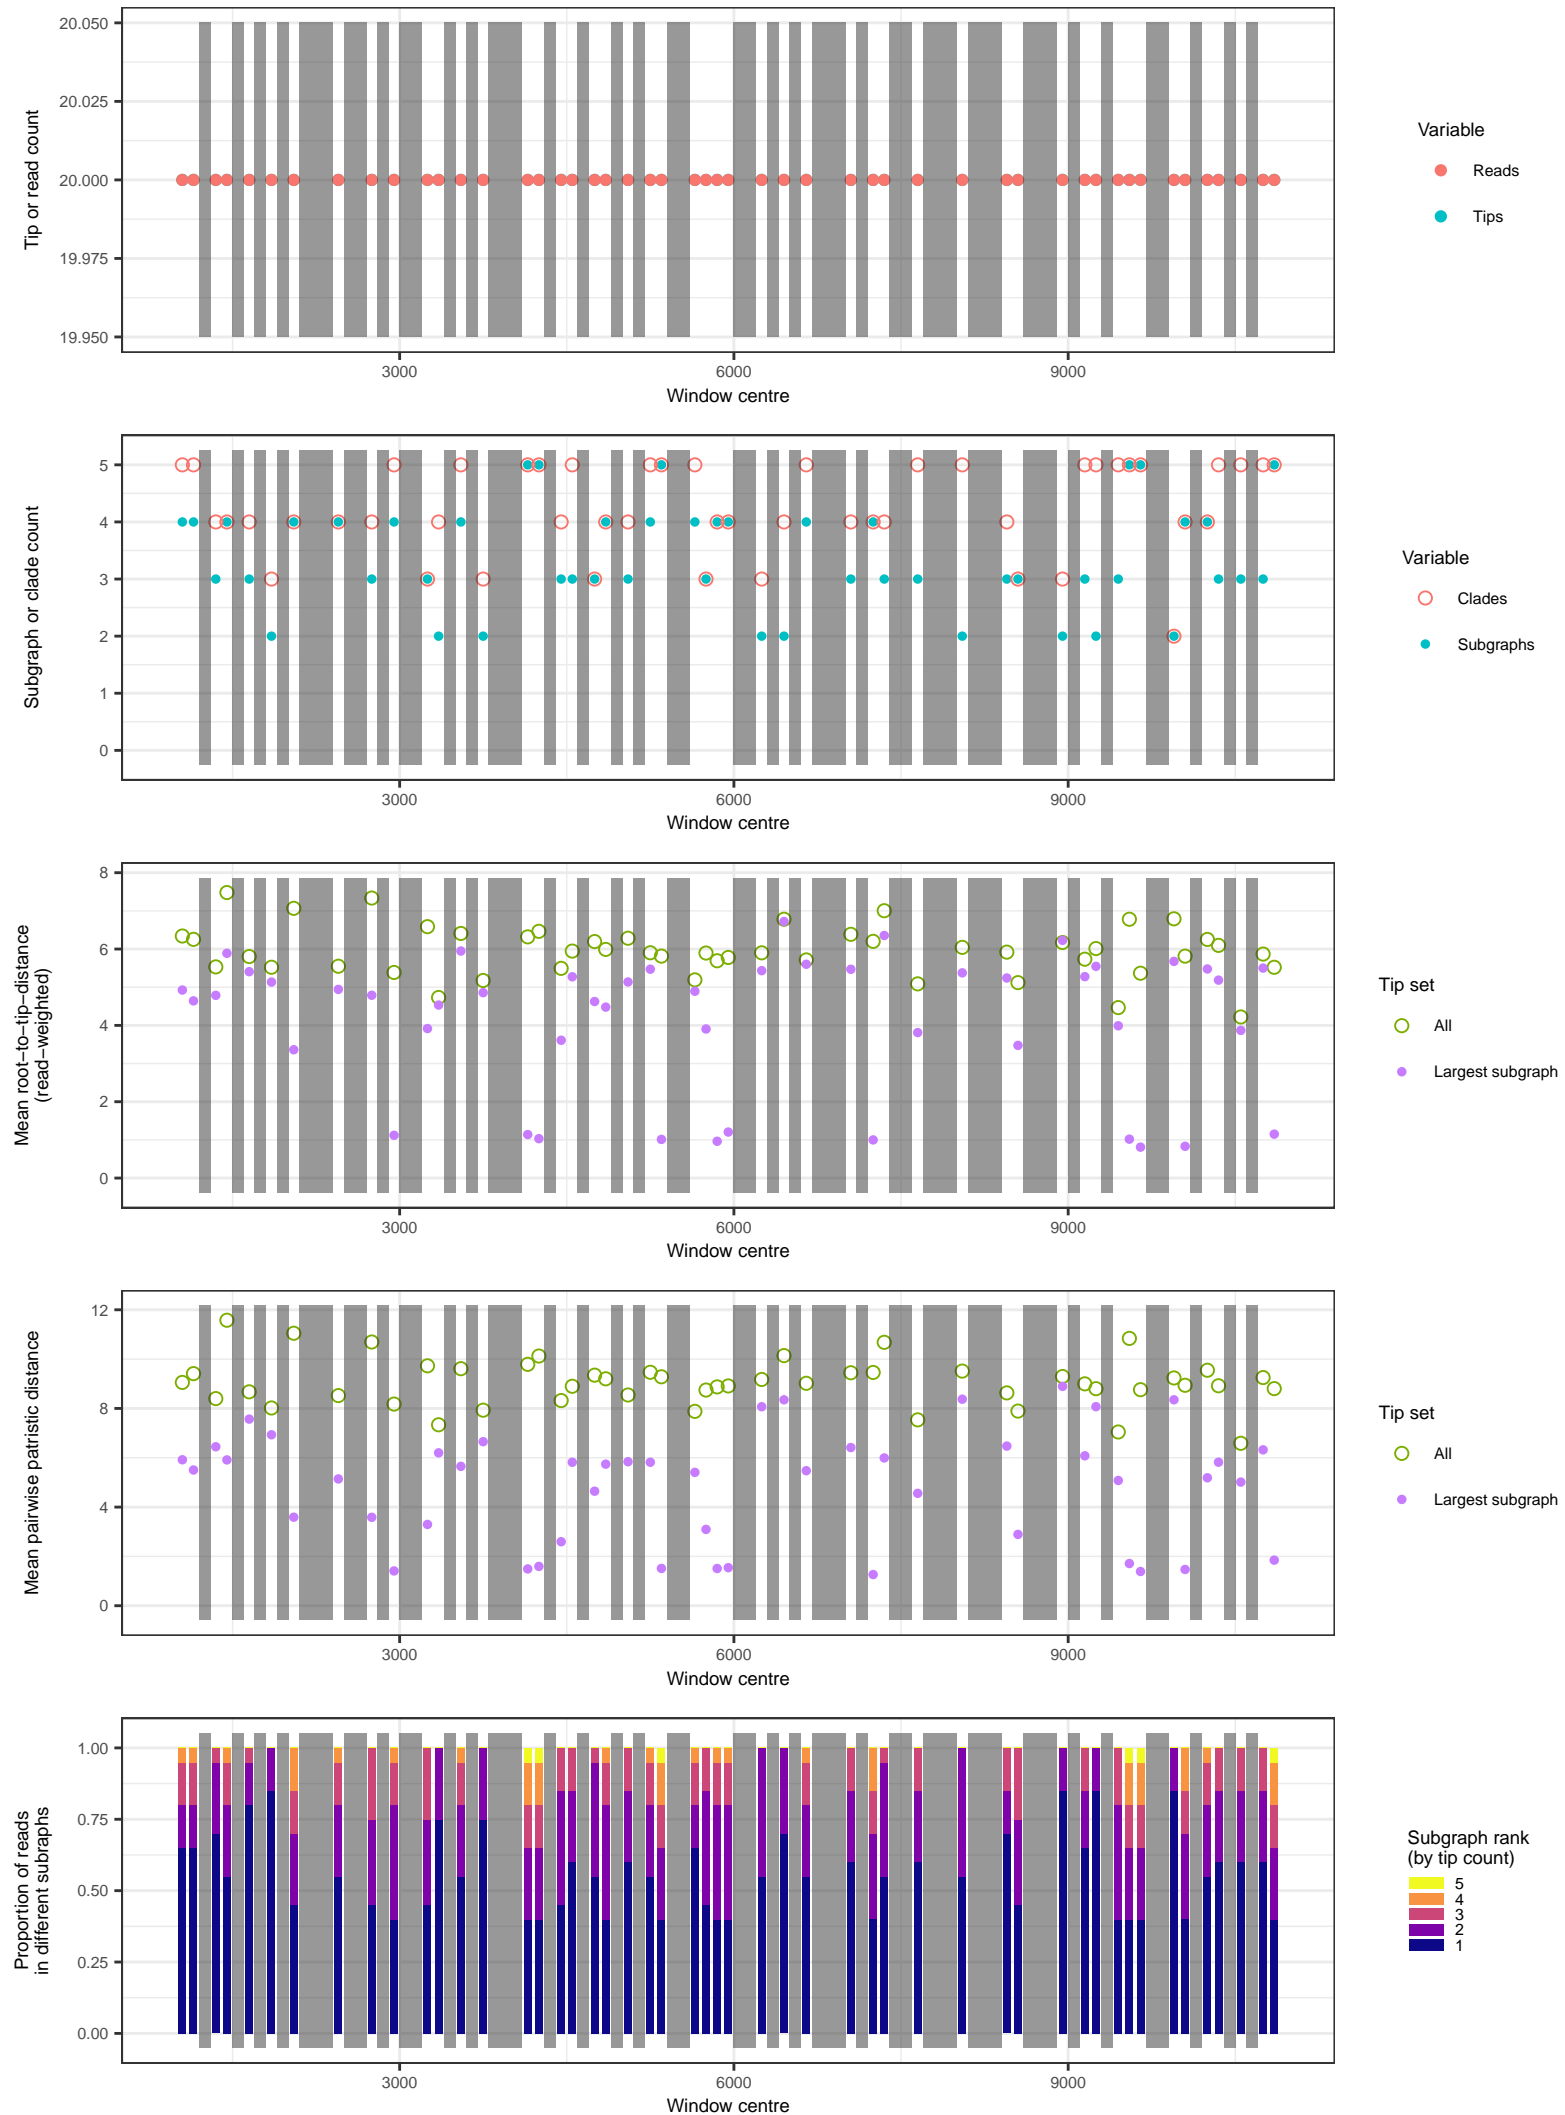 20.050
20.025
20.000
19.975
19.950
Tip or read count
3000
6000
9000
Window centre
Variable
Reads
Tips
5
4
3
2
1
0
Subgraph or clade count
3000
6000
9000
Window centre
Variable
Clades
Subgraphs
8
6
4
2
0
Mean root−to−tip−distance
(read−weighted)
3000
6000
9000
Window centre
Tip set
All
Largest subgraph
12
8
4
0
Mean pairwise patristic distance
3000
6000
9000
Window centre
Tip set
All
Largest subgraph
1.00
0.75
0.50
0.25
0.00
Proportion of reads
in different subraphs
3000
6000
9000
Window centre
Subgraph rank
(by tip count)
5
4
3
2
1